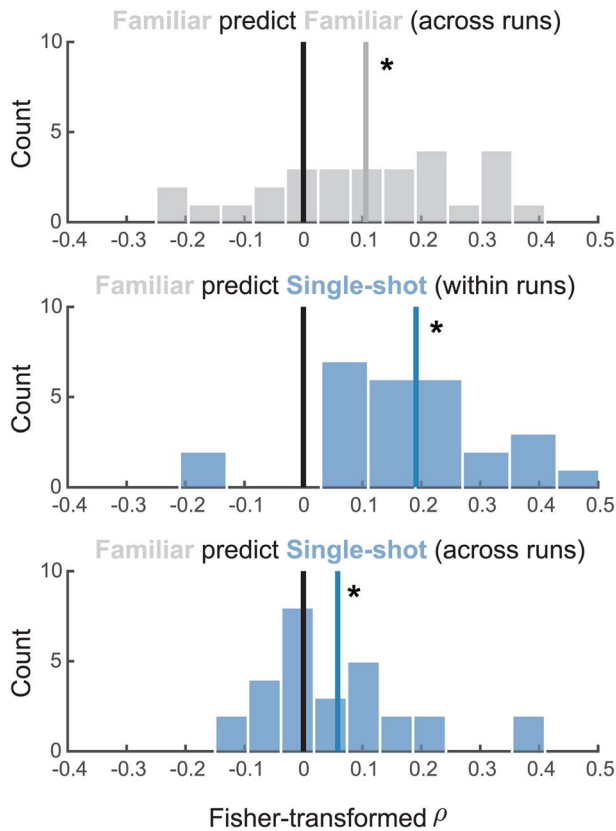 Familiar predict Familiar (across runs)
10
*
Count
5
0
-0.4 -0.3 -0.2 -0.1 0 0.1 0.2 0.3 0.4 0.5
Familiar predict Single-shot (within runs)
10
*
Count
5
0
-0.4 -0.3 -0.2 -0.1 0 0.1 0.2 0.3 0.4 0.5
Familiar predict Single-shot (across runs)
10
*
Count
5
0
-0.4 -0.3 -0.2 -0.1 0 0.1 0.2 0.3 0.4 0.5
Fisher-transformed ρ